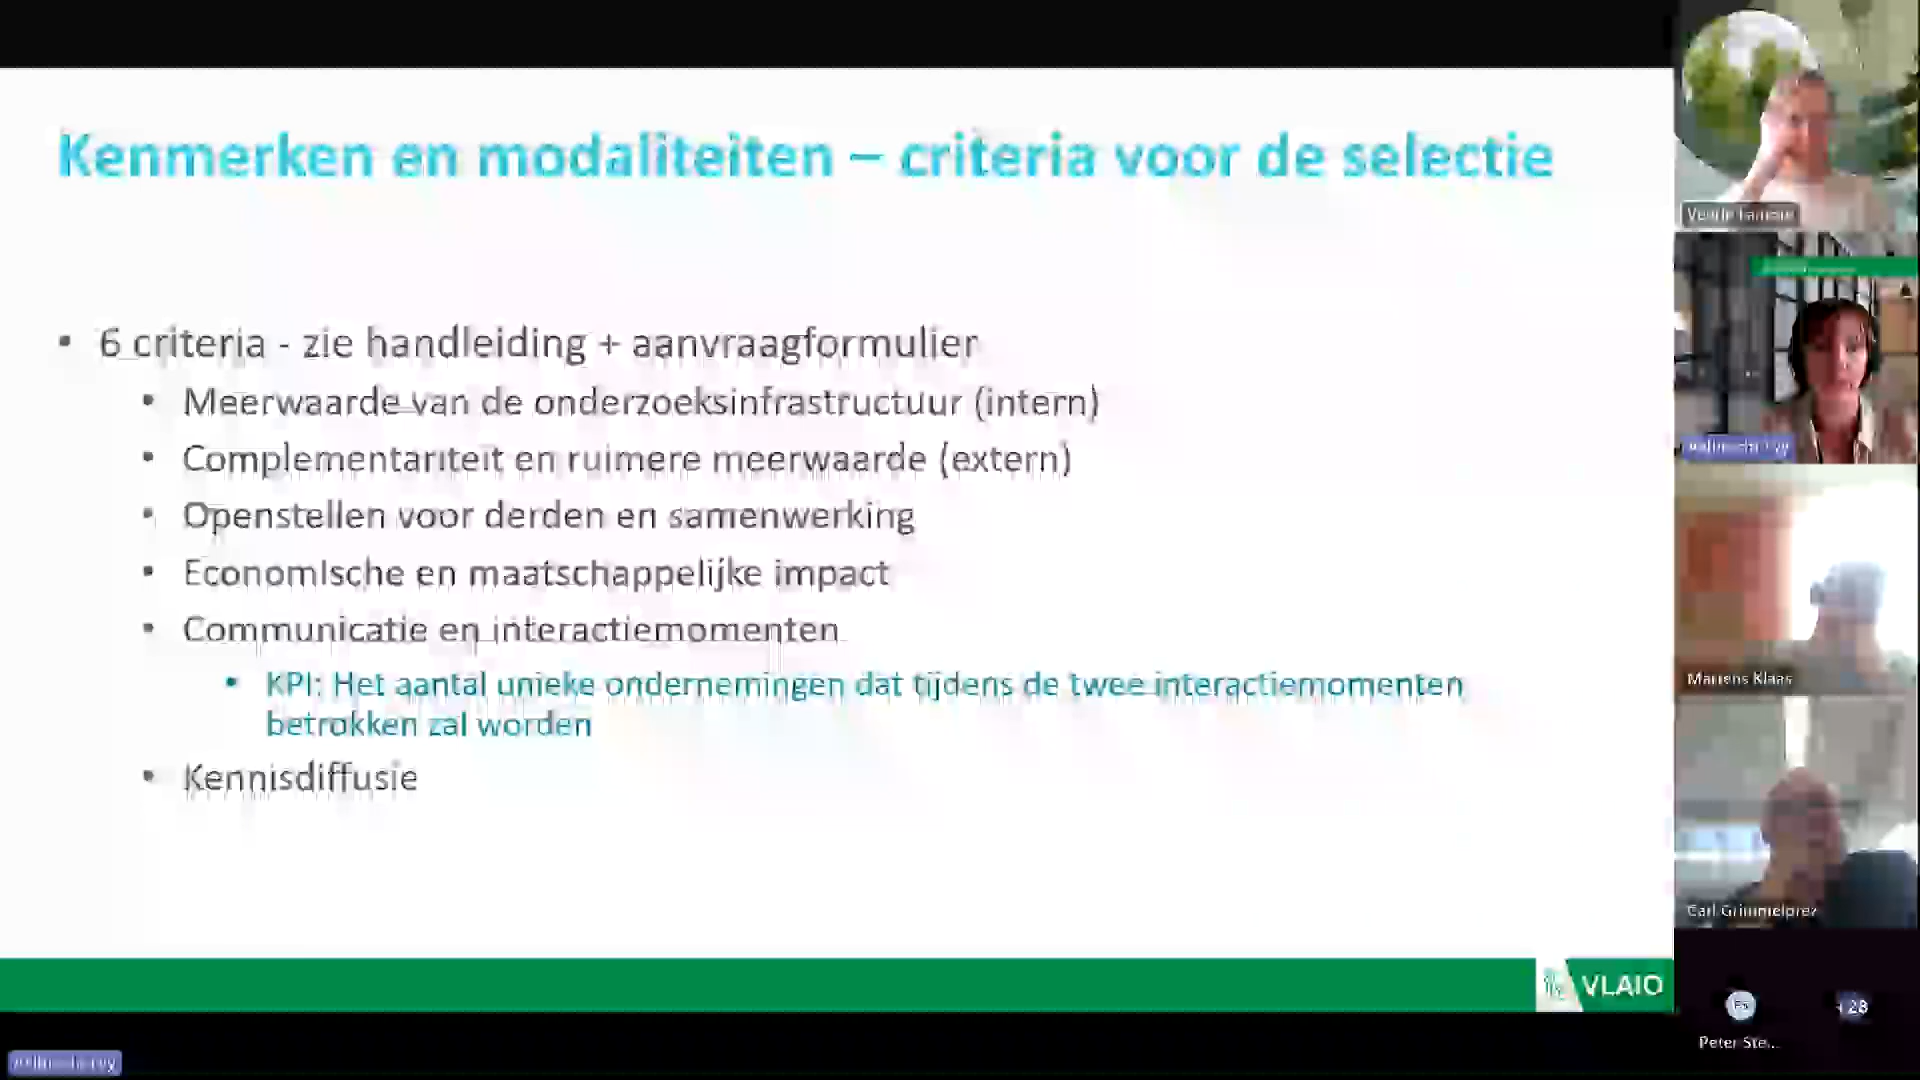 Kenmerken en modaliteiten – criteria voor de selectie
• 6 criteria - zie handleiding + aanvraagformulier
• Meerwaarde van de onderzoeksinfrastructuur (intern)
• Complementariteit en ruimere meerwaarde (extern)
• Openstellen voor derden en samenwerking
• Economische en maatschappelijke impact
• Communicatie en interactiemomenten
• KPI: Het aantal unieke ondernemingen dat tijdens de twee interactiemomenten
betrokken zal worden
• Kennisdiffusie
VLAIO
Martens Klaas
Carl Grimmelprez
+28
Peter Ste...